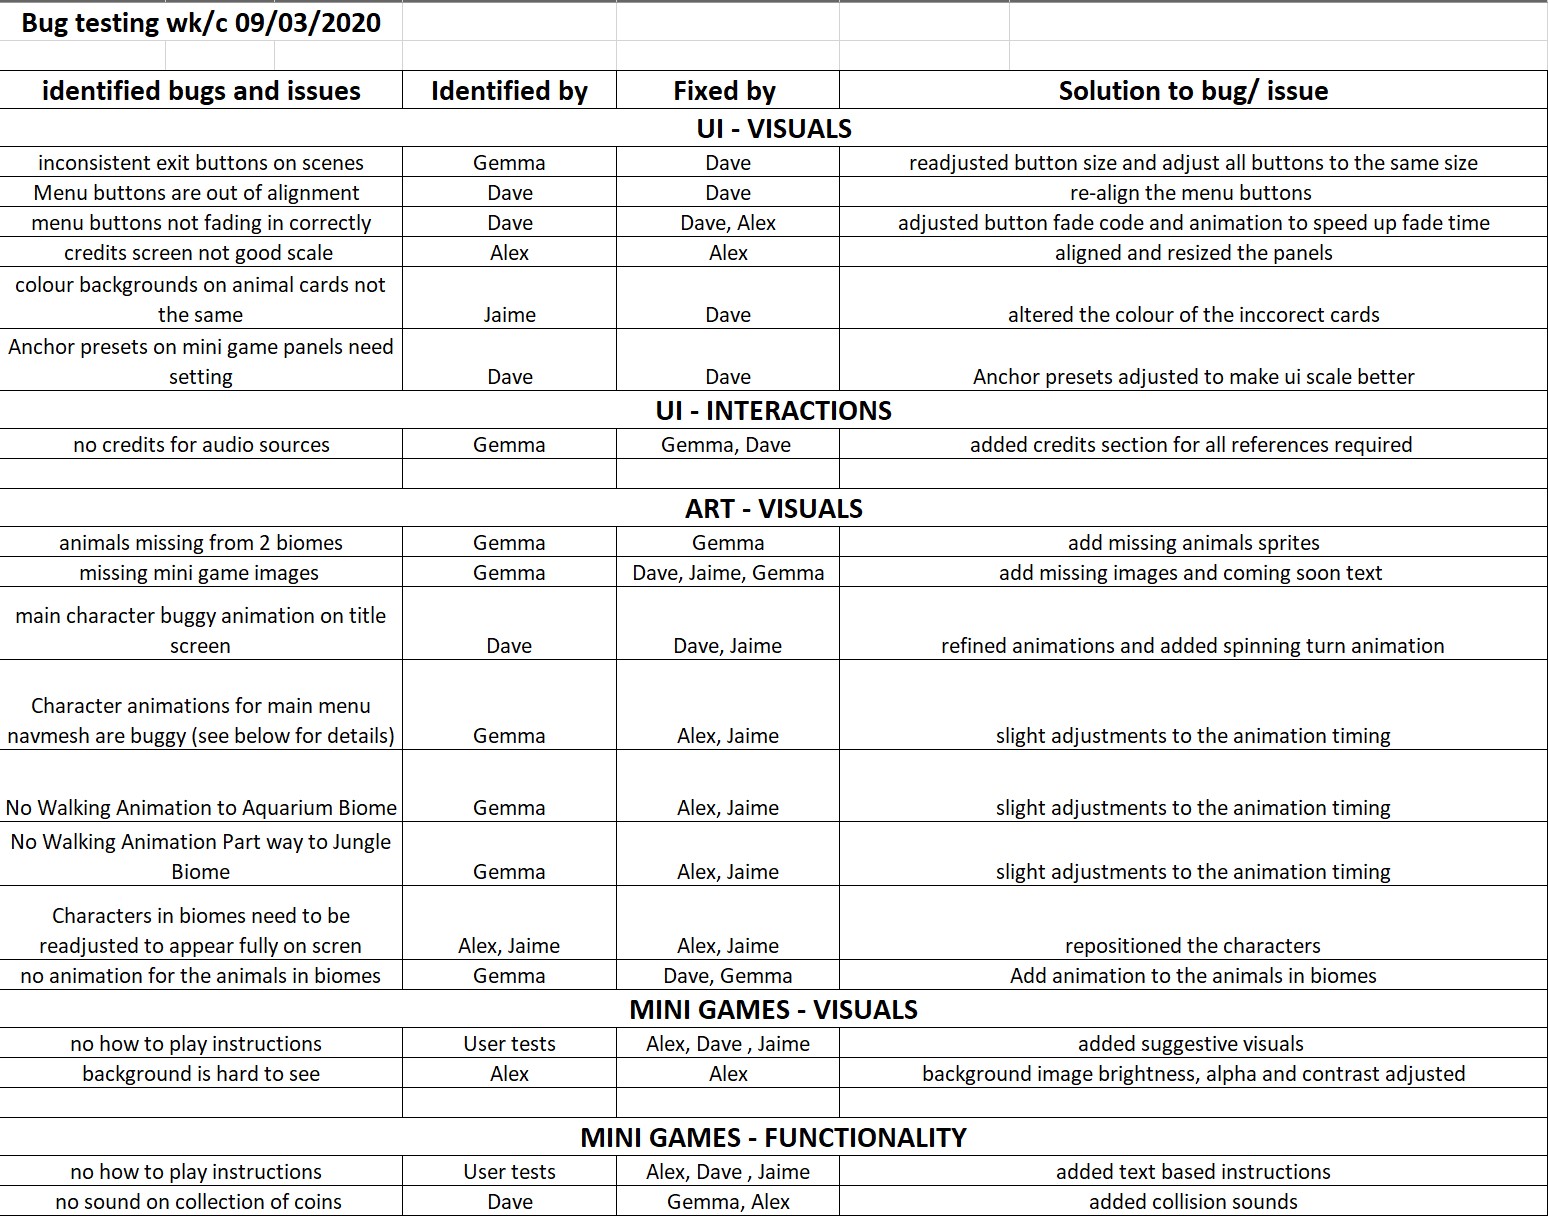 Bug testing wk/c 09/03/2020
identified bugs and issues Identified by Fixed by Solution to bug/ issue
UI - VISUALS
inconsistent exit buttons on scenes Gemma Dave readjusted button size and adjust all buttons to the same size
Menu buttons are out of alignment Dave Dave re-align the menu buttons
menu buttons not fading in correctly Dave Dave, Alex adjusted button fade code and animation to speed up fade time
credits screen not good scale Alex Alex aligned and resized the panels
colour backgrounds on animal cards not
the same Jaime Dave altered the colour of the inccorect cards
Anchor presets on mini game panels need
setting Dave Dave Anchor presets adjusted to make ui scale better
UI - INTERACTIONS
no credits for audio sources Gemma Gemma, Dave added credits section for all references required
ART - VISUALS
animals missing from 2 biomes Gemma Gemma add missing animals sprites
missing mini game images Gemma Dave, Jaime, Gemma add missing images and coming soon text
main character buggy animation on title
screen Dave Dave, Jaime refined animations and added spinning turn animation
Character animations for main menu
navmesh are buggy (see below for details) Gemma Alex, Jaime slight adjustments to the animation timing
No Walking Animation to Aquarium Biome Gemma Alex, Jaime slight adjustments to the animation timing
No Walking Animation Part way to Jungle
Biome Gemma Alex, Jaime slight adjustments to the animation timing
Characters in biomes need to be
readjusted to appear fully on scren Alex, Jaime Alex, Jaime repositioned the characters
no animation for the animals in biomes Gemma Dave, Gemma Add animation to the animals in biomes
MINI GAMES - VISUALS
no how to play instructions User tests Alex, Dave , Jaime added suggestive visuals
background is hard to see Alex Alex background image brightness, alpha and contrast adjusted
MINI GAMES - FUNCTIONALITY
no how to play instructions User tests Alex, Dave , Jaime added text based instructions
no sound on collection of coins Dave Gemma, Alex added collision sounds